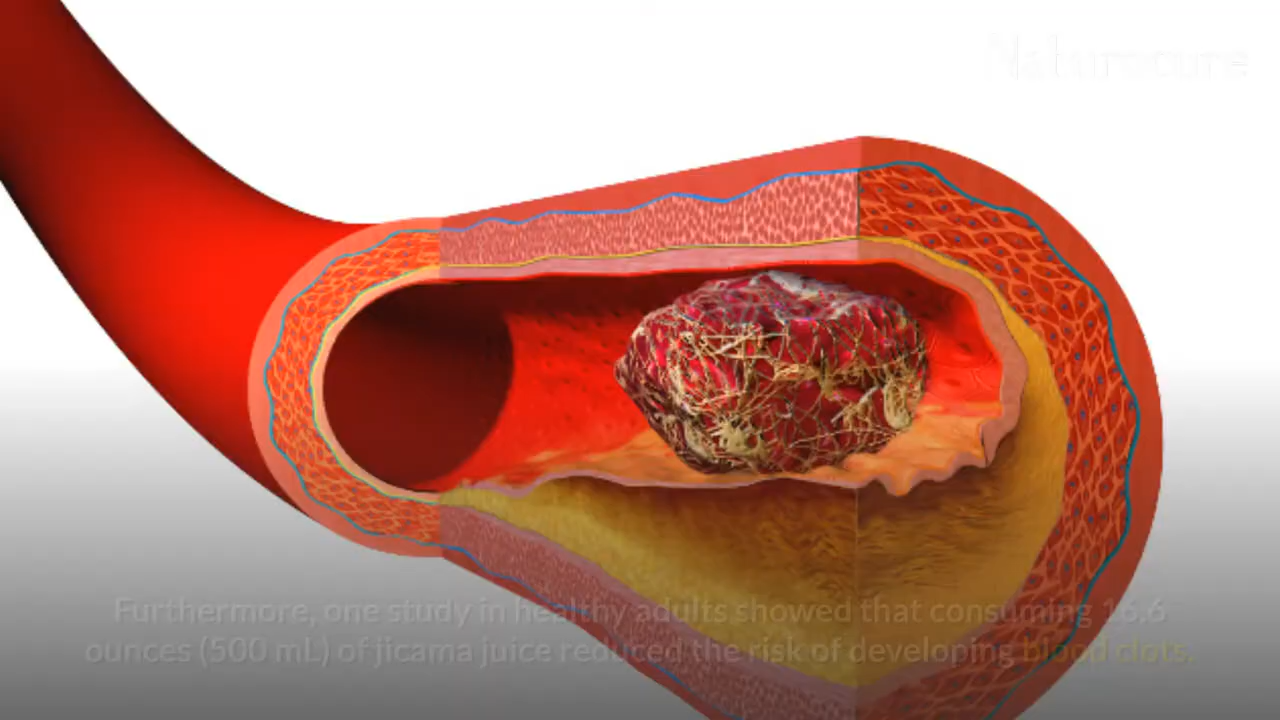 Naturecure
Furthermore, one study in healthy adults showed that consuming 16.6
ounces (500 mL) of jicama juice reduced the risk of developing blood clots.